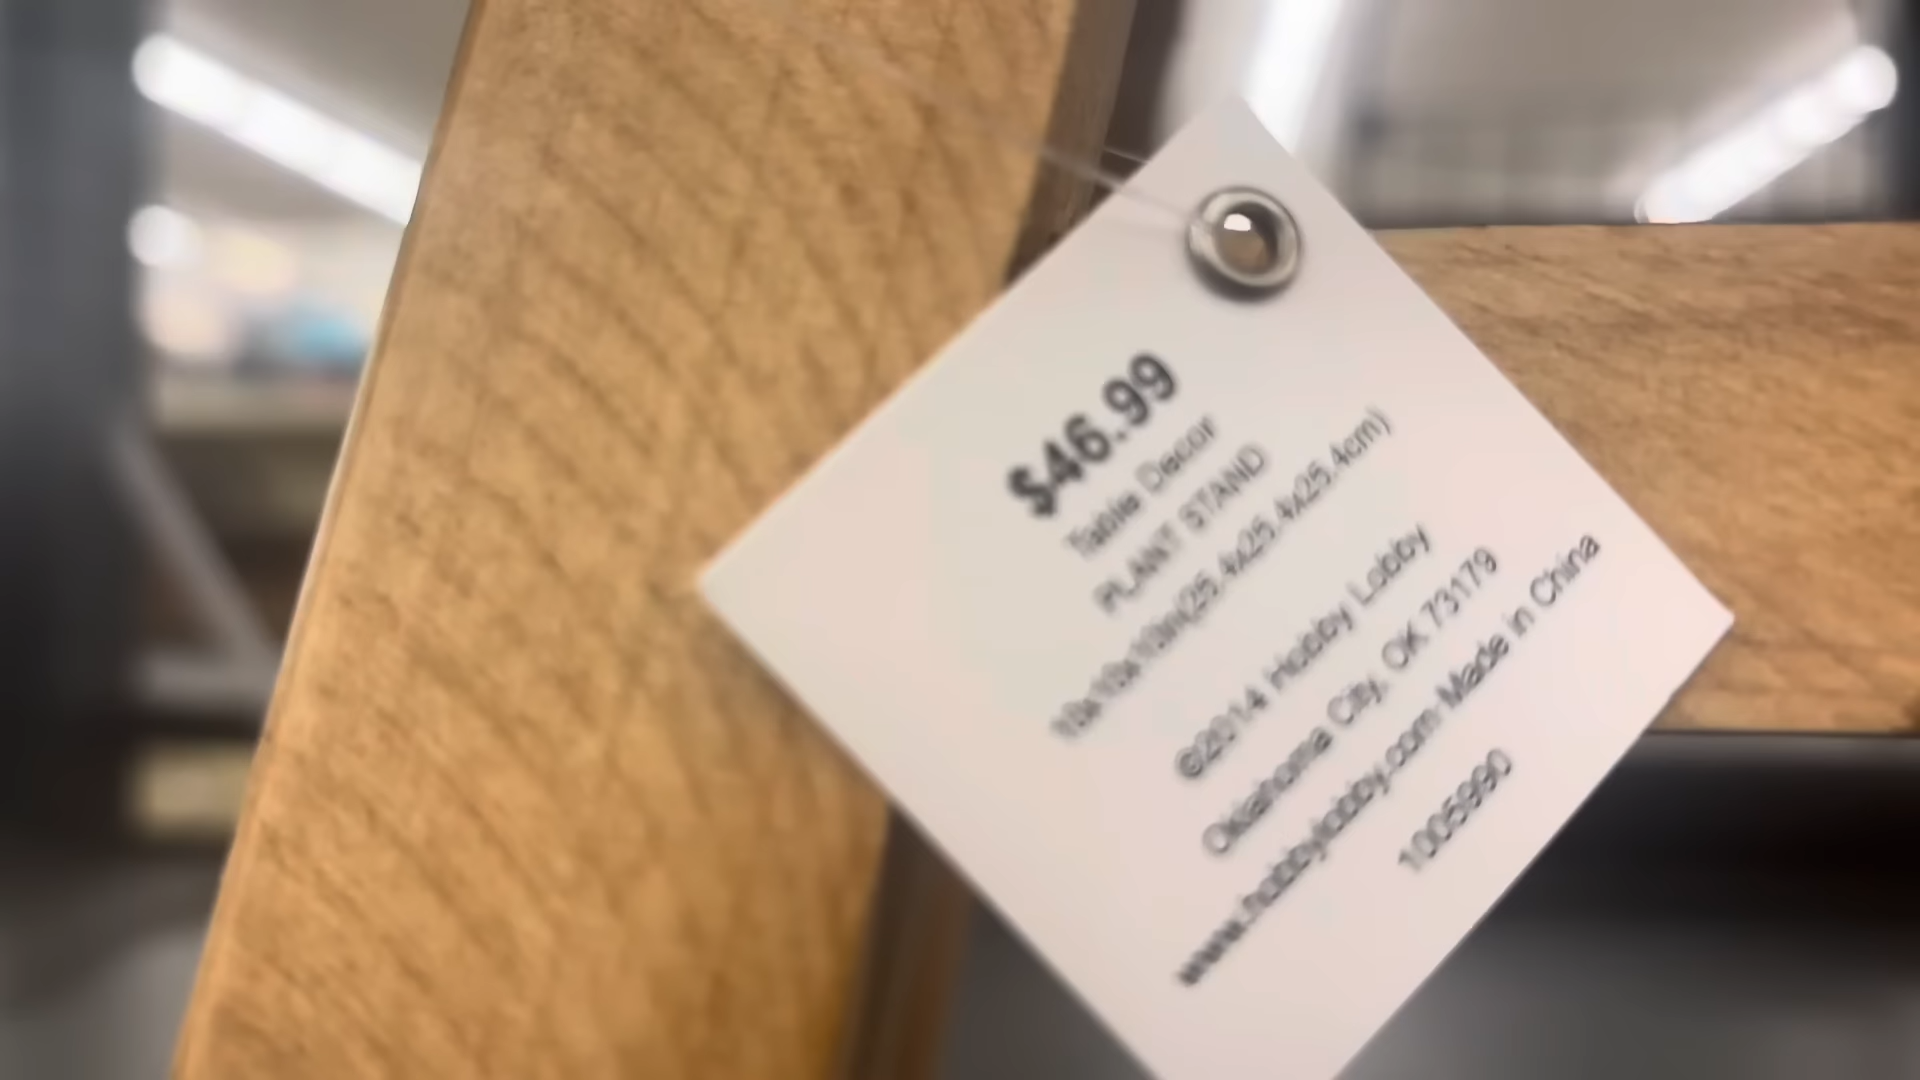 $46.99
Table Decor
PLANT STAND
10x10x10in(25.4x25.4x25.4cm)
©2014 Hobby Lobby
Oklahoma City, OK 73179
www.hobbylobby.com Made in China
1005990